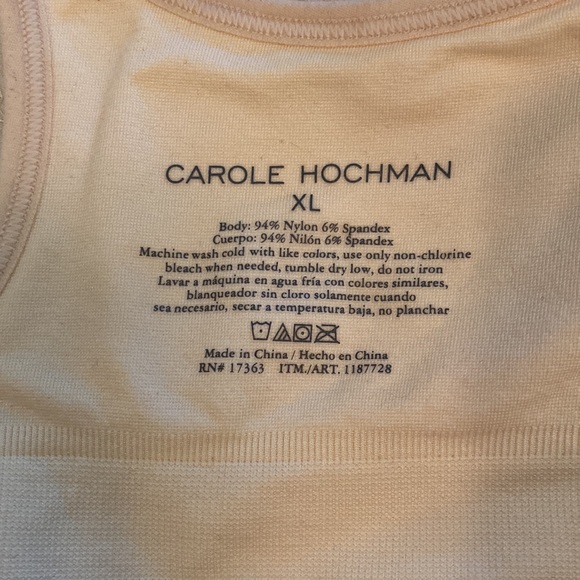 CAROLE HOCHMAN
XL
Body: 94% Nylon 6% Spandex
Cuerpo: 94% Nilón 6% Spandex
Machine wash cold with like colors, use only non-chlorine
bleach when needed, tumble dry low, do not iron
Lavar a máquina en agua fría con colores similares,
blanqueador sin cloro solamente cuando
sea necesario, secar a temperatura baja, no planchar
Made in China / Hecho en China
RN# 17363 ITM./ART. 1187728